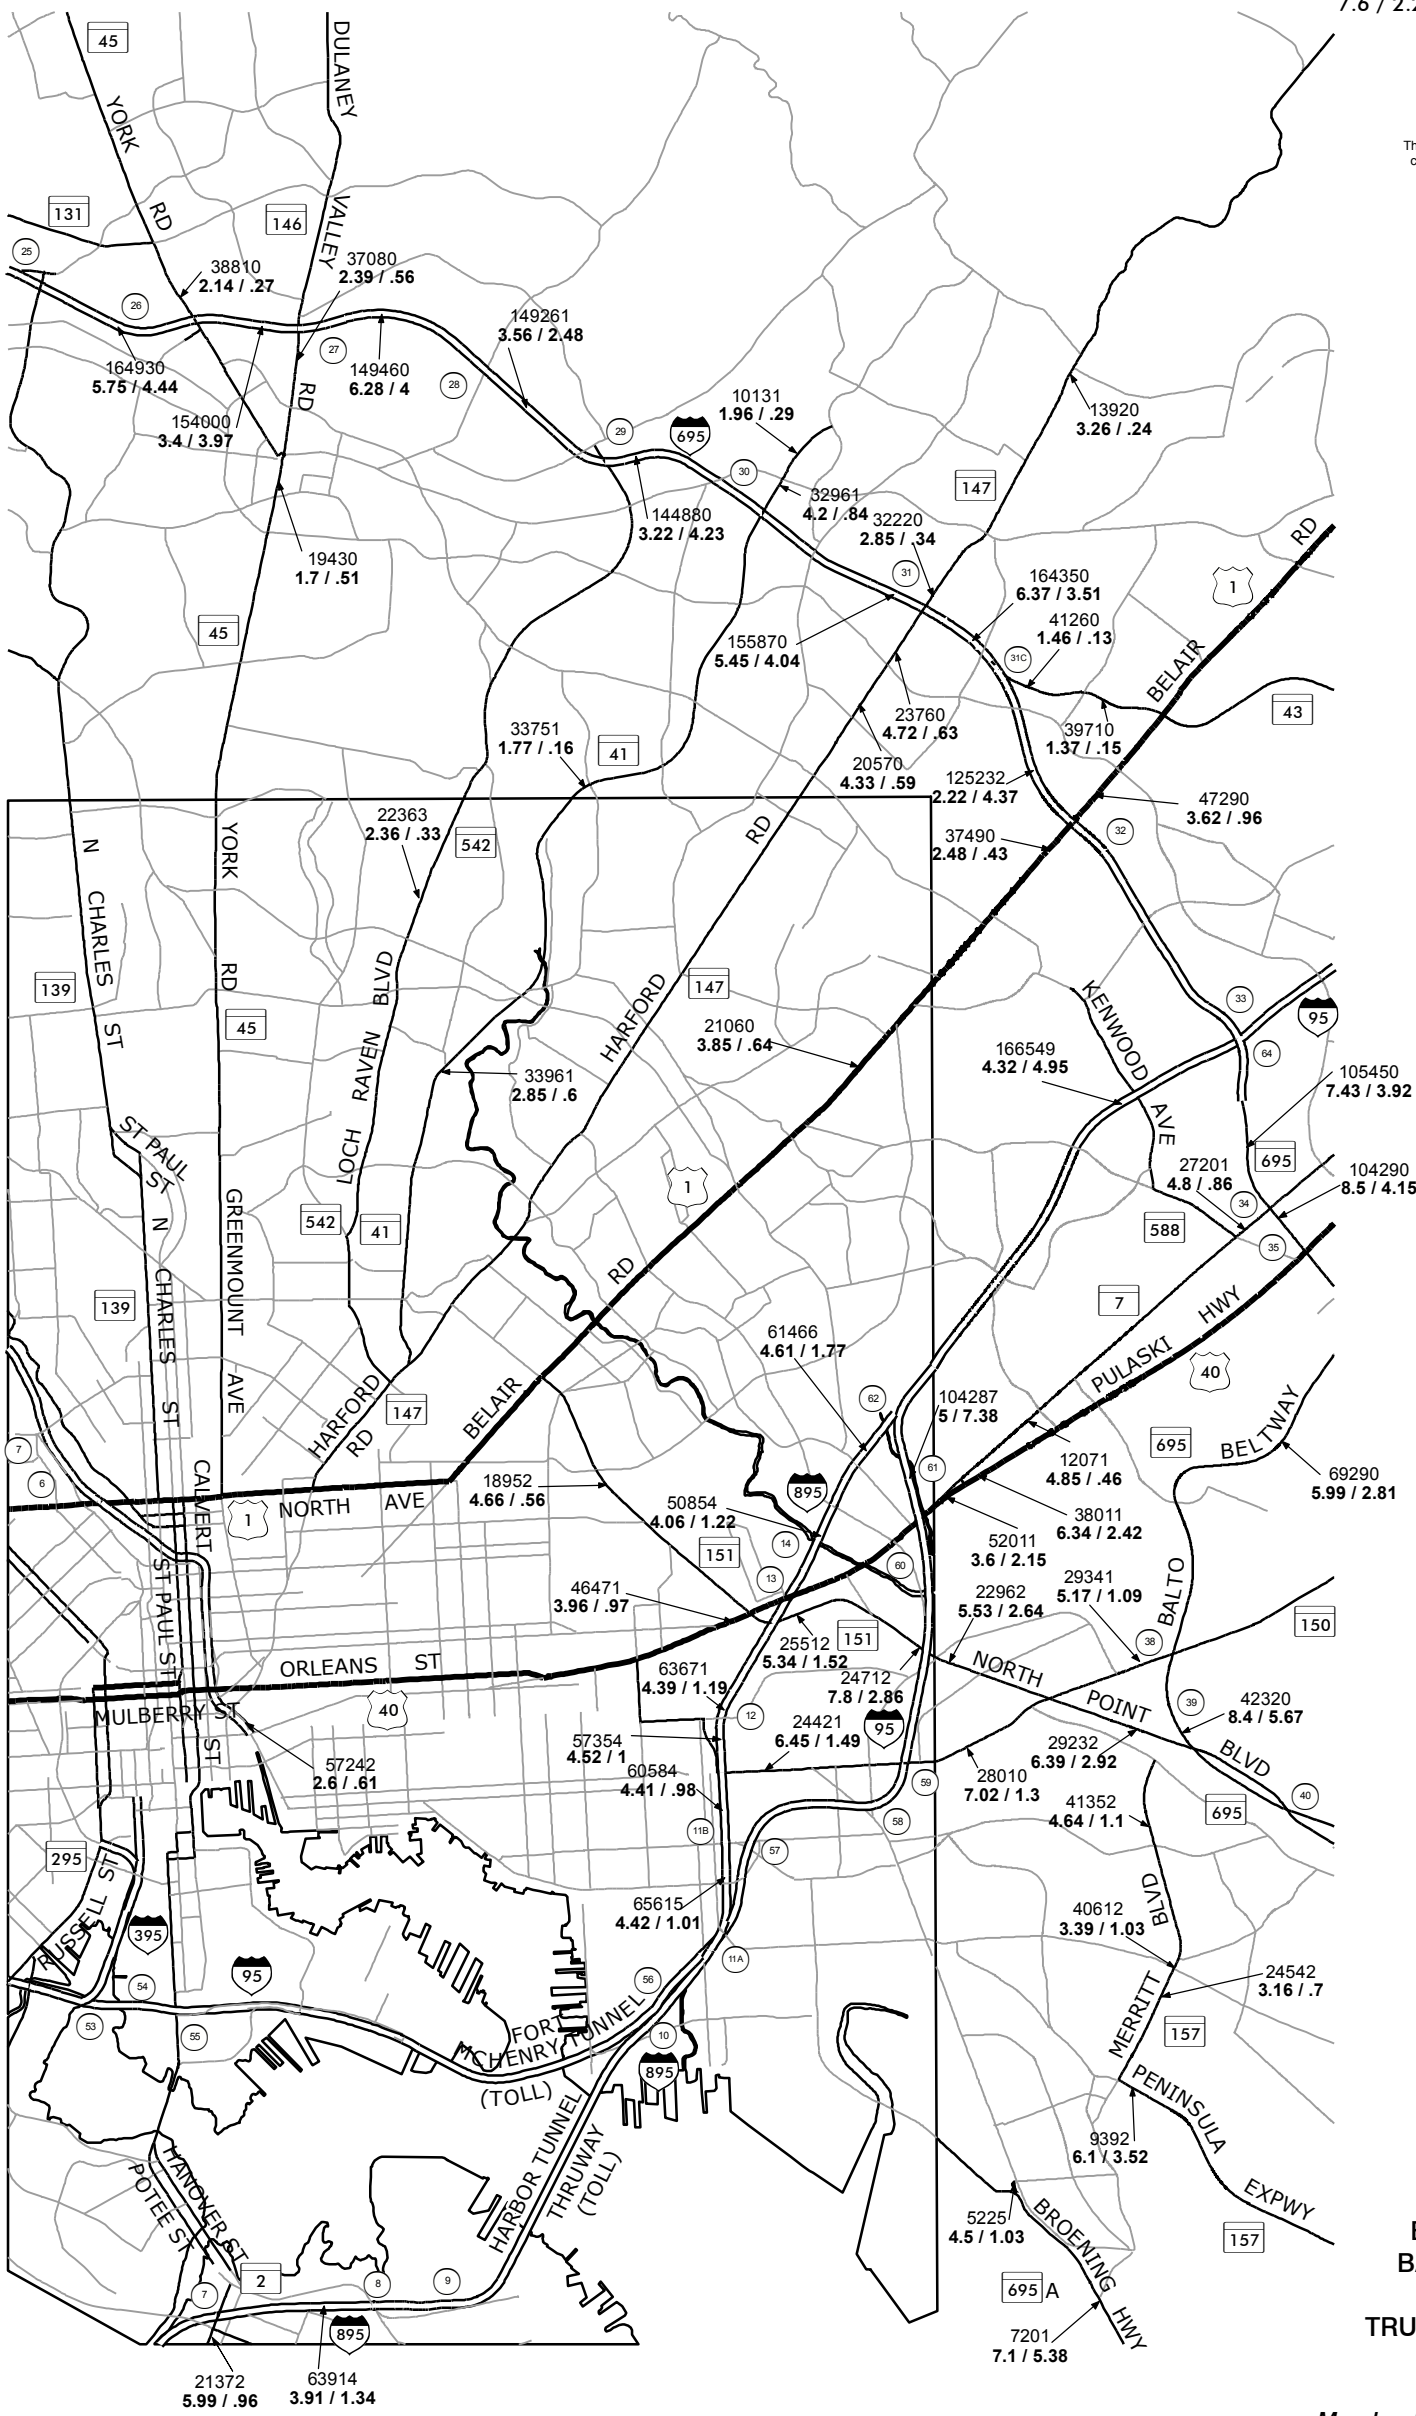 7.6 / 2.2
45
DULANEY
YORK
Th
c
131
RD
146
VALLEY
25
38810
2.14 / .27
37080
2.39 / .56
26
149261
3.56 / 2.48
27
164930
5.75 / 4.44
149460
6.28 / 4
28
RD
10131
1.96 / .29
13920
3.26 / .24
154000
3.4 / 3.97
29
695
30
147
32961
4.2 / .84
144880
3.22 / 4.23
32220
2.85 / .34
RD
19430
1.7 / .51
31
164350
6.37 / 3.51
1
41260
1.46 / .13
45
155870
5.45 / 4.04
31C
BELAIR
43
33751
1.77 / .16
41
23760
4.72 / .63
39710
1.37 / .15
20570
4.33 / .59
125232
2.22 / 4.37
47290
3.62 / .96
22363
2.36 / .33
542
RD
37490
2.48 / .43
32
N
CHARLES
ST
YORK
RD
139
45
LOCH RAVEN BLVD
HARFORD
147
KENWOOD
AVE
33
95
21060
3.85 / .64
166549
4.32 / 4.95
64
33961
2.85 / .6
105450
7.43 / 3.92
ST PAUL
ST
695
27201
4.8 / .86
104290
8.5 / 4.15
1
34
N
GREENMOUNT
542
41
588
35
RD
CHARLES
139
7
HWY
61466
4.61 / 1.77
PULASKI
40
ST
AVE
HARFORD
RD
147
BELAIR
62
104287
5 / 7.38
BELTWAY
7
6
695
12071
4.85 / .46
61
69290
5.99 / 2.81
CALVERT
18952
4.66 / .56
895
NORTH AVE
1
50854
4.06 / 1.22
38011
6.34 / 2.42
52011
3.6 / 2.15
14
151
60
13
29341
5.17 / 1.09
BALTO
ST PAUL ST
46471
3.96 / .97
22962
5.53 / 2.64
150
38
25512
5.34 / 1.52
151
ORLEANS ST
63671
4.39 / 1.19
24712
7.8 / 2.86
NORTH
POINT
BLVD
39
42320
8.4 / 5.67
MULBERRY ST
40
12
95
24421
6.45 / 1.49
ST
57354
4.52 / 1
29232
6.39 / 2.92
57242
2.6 / .61
60584
4.41 / .98
28010
7.02 / 1.3
59
40
41352
4.64 / 1.1
695
11B
58
57
295
RUSSELL ST
65615
4.42 / 1.01
BLVD
40612
3.39 / 1.03
395
11A
95
56
24542
3.16 / .7
54
53
55
FORT
MCHENRY TUNNEL
(TOLL)
10
MERRITT
157
895
PENINSULA
9392
6.1 / 3.52
HARBOR TUNNEL
THRUWAY
(TOLL)
HANOVER ST
POTEE ST
EXPWY
5225
4.5 / 1.03
BROENING
HWY
157
B
2
7
8
9
695 A
895
TRU
7201
7.1 / 5.38
21372
5.99 / .96
63914
3.91 / 1.34